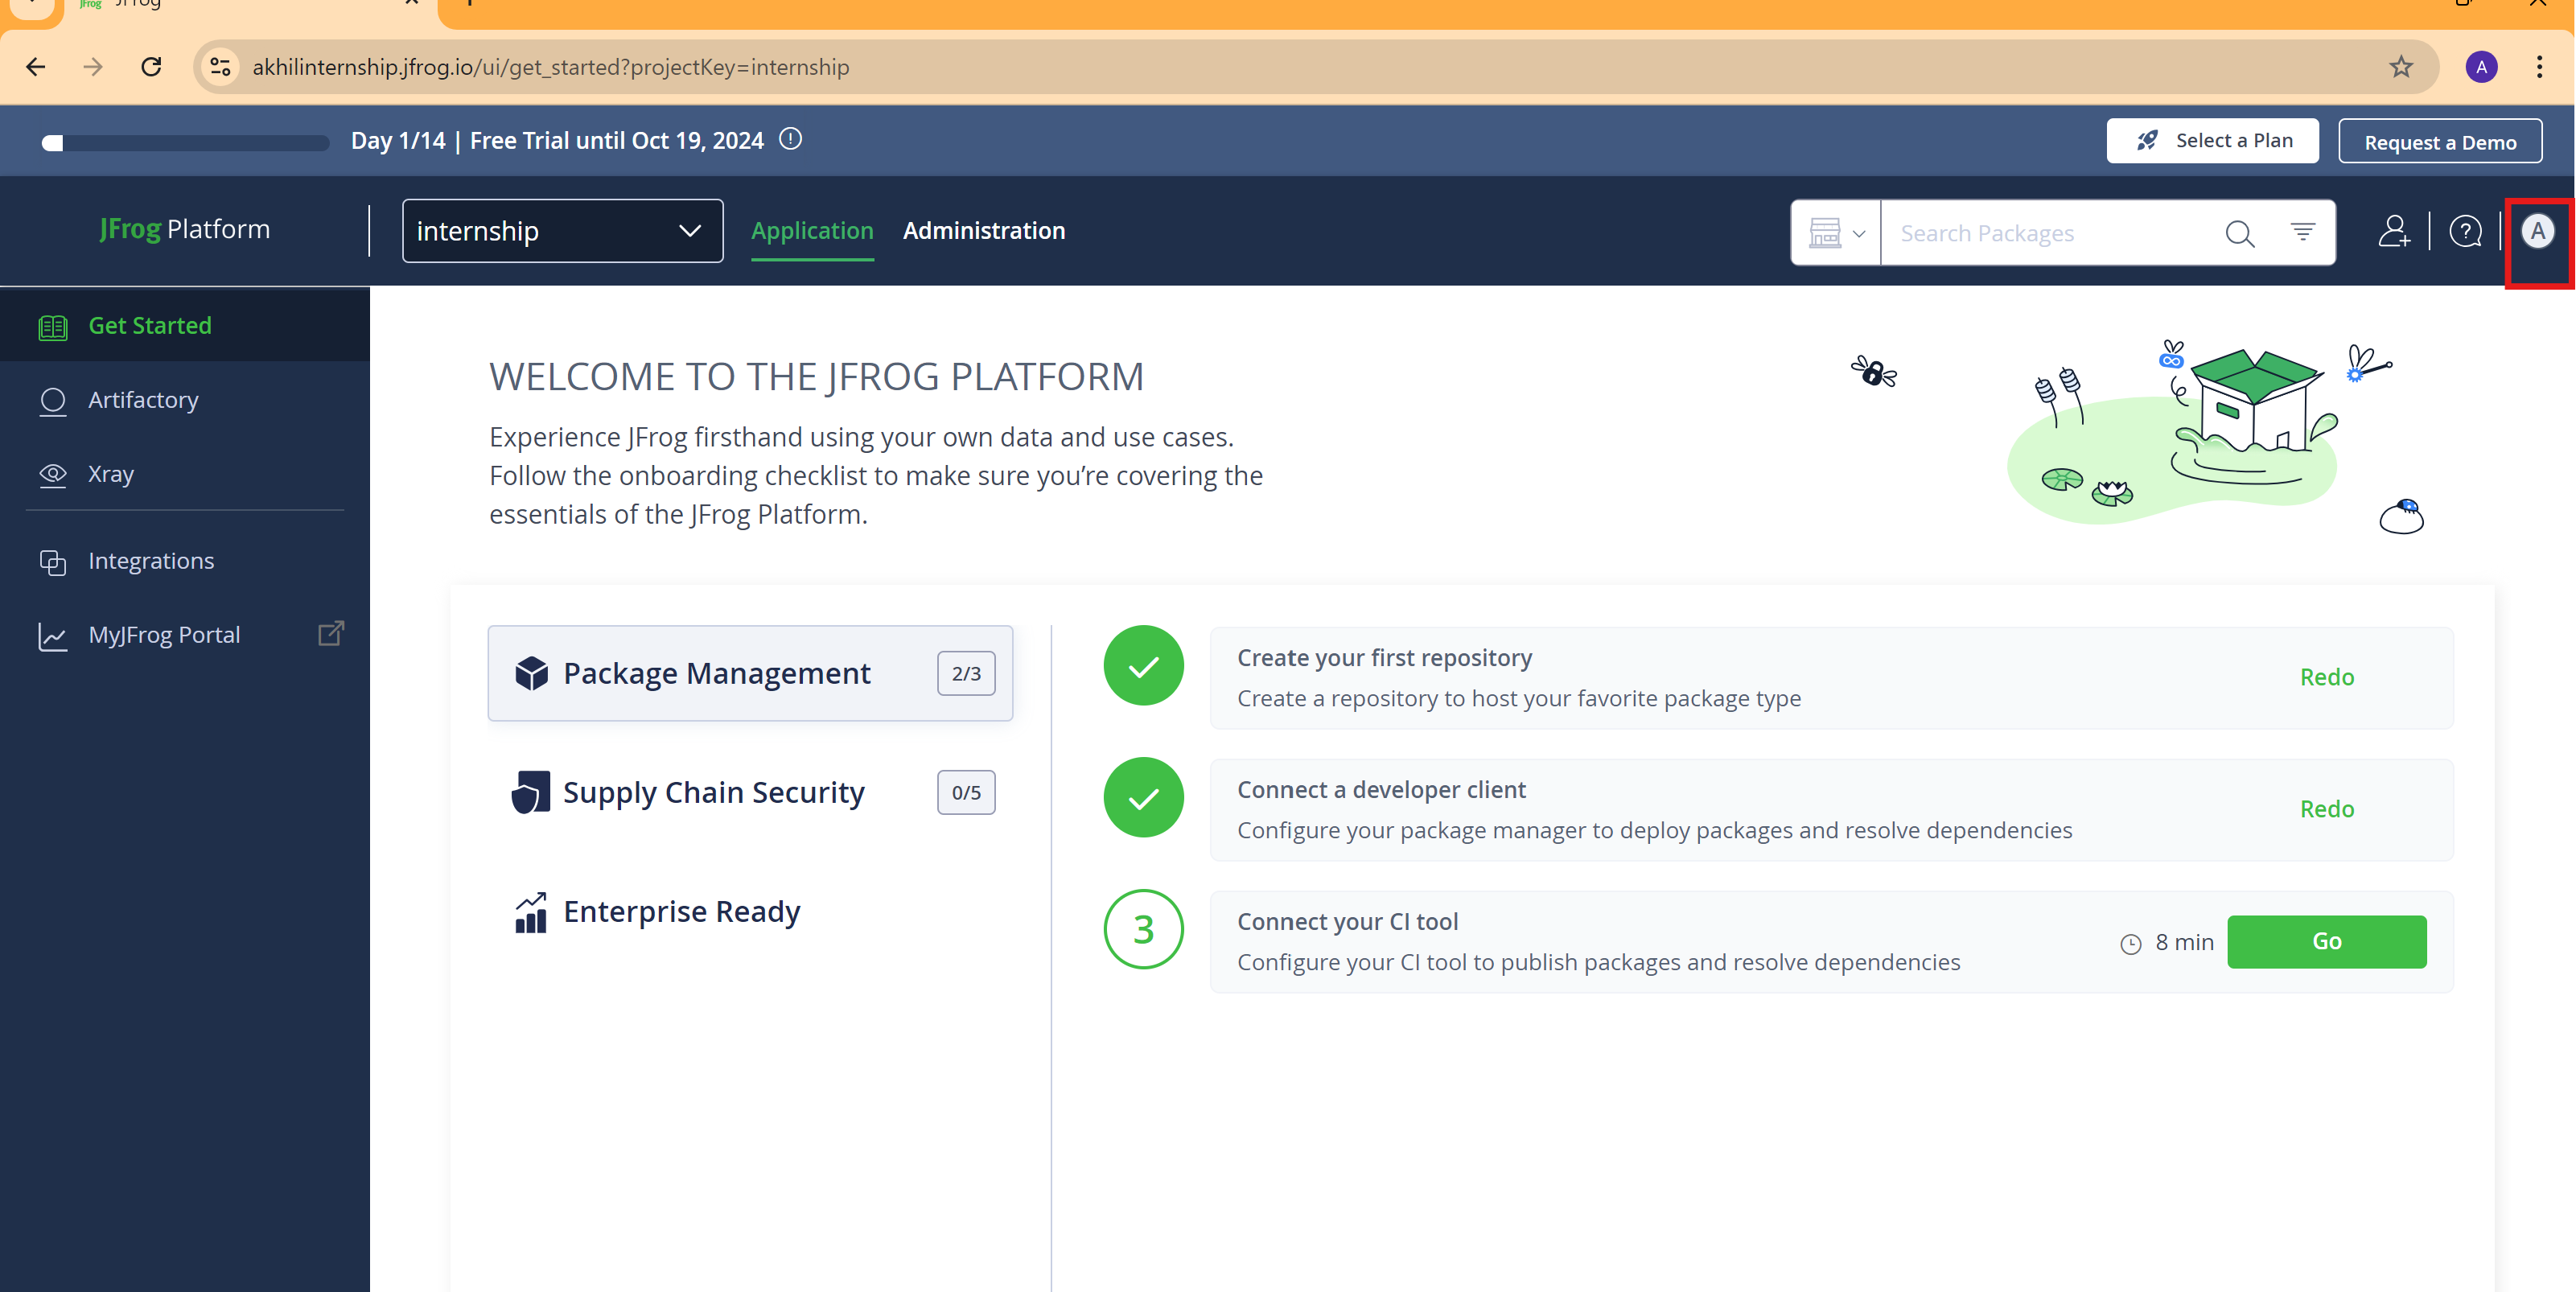 JFrog
akhilinternship.jfrog.io/ui/get_started?projectKey=internship
A
Day 1/14 | Free Trial until Oct 19, 2024
Select a Plan
Request a Demo
JFrog Platform
internship
Application
Administration
Search Packages
A
Get Started
Artifactory
Xray
Integrations
MyJFrog Portal
WELCOME TO THE JFROG PLATFORM
Experience JFrog firsthand using your own data and use cases.
Follow the onboarding checklist to make sure you’re covering the
essentials of the JFrog Platform.
Package Management
2/3
Supply Chain Security
0/5
Enterprise Ready
Create your first repository
Create a repository to host your favorite package type
Redo
Connect a developer client
Configure your package manager to deploy packages and resolve dependencies
Redo
3
Connect your CI tool
Configure your CI tool to publish packages and resolve dependencies
8 min
Go